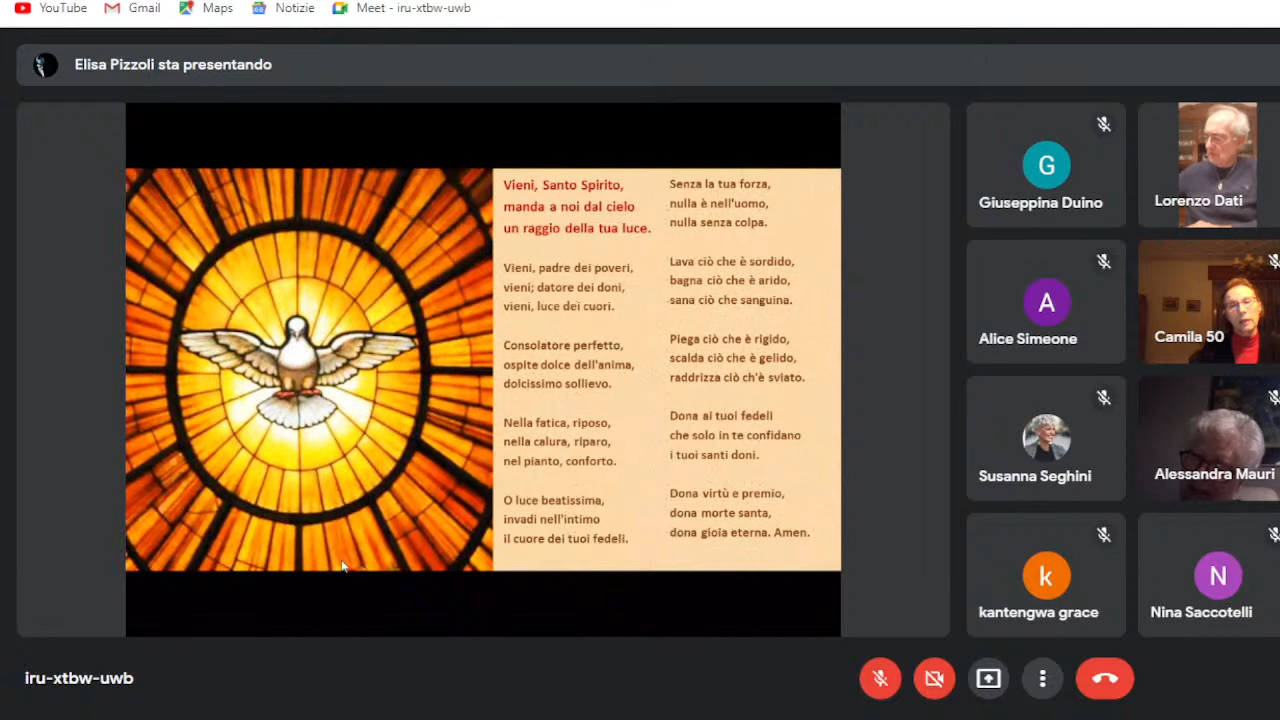 YouTube
Gmail
Maps
Notizie
Meet - iru-xtbw-uwb
Elisa Pizzoli sta presentando
Vieni, Santo Spirito,
manda a noi dal cielo
un raggio della tua luce.
Vieni, padre dei poveri,
vieni; datore dei doni,
vieni, luce dei cuori.
Consolatore perfetto,
ospite dolce dell'anima,
dolcissimo sollievo.
Nella fatica, riposo,
nella calura, riparo,
nel pianto, conforto.
O luce beatissima,
invadi nell'intimo
il cuore dei tuoi fedeli.
Senza la tua forza,
nulla è nell'uomo,
nulla senza colpa.
Lava ciò che è sordido,
bagna ciò che è arido,
sana ciò che sanguina.
Piega ciò che è rigido,
scalda ciò che è gelido,
raddrizza ciò ch'è sviato.
Dona ai tuoi fedeli
che solo in te confidano
i tuoi santi doni.
Dona virtù e premio,
dona morte santa,
dona gioia eterna. Amen.
G
Giuseppina Duino
Lorenzo Dati
A
Alice Simeone
Camila 50
Susanna Seghini
Alessandra Mauri
k
kantengwa grace
N
Nina Saccotelli
iru-xtbw-uwb